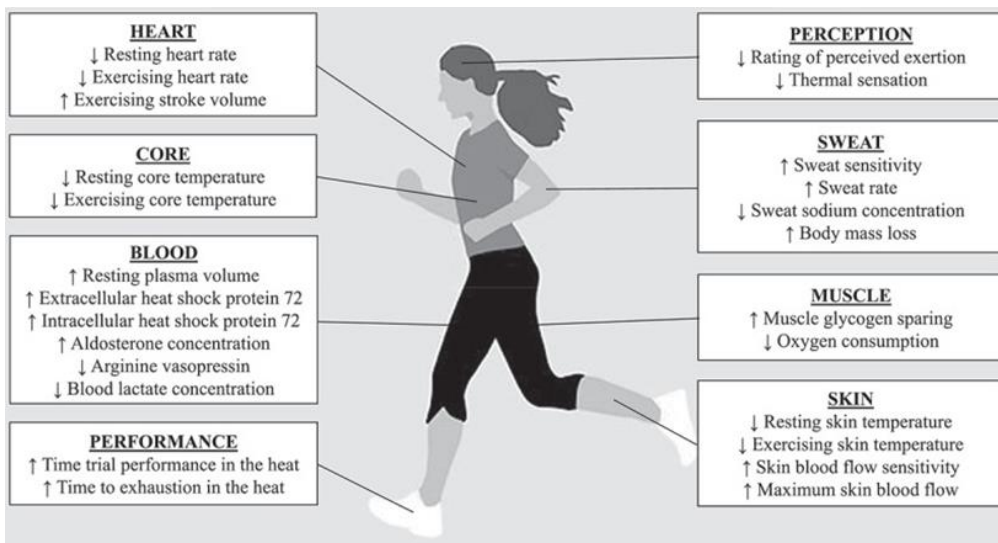 HEART
↓ Resting heart rate
↓ Exercising heart rate
↑ Exercising stroke volume
CORE
↓ Resting core temperature
↓ Exercising core temperature
BLOOD
↑ Resting plasma volume
↑ Extracellular heat shock protein 72
↑ Intracellular heat shock protein 72
↑ Aldosterone concentration
↓ Arginine vasopressin
↓ Blood lactate concentration
PERFORMANCE
↑ Time trial performance in the heat
↑ Time to exhaustion in the heat
PERCEPTION
↓ Rating of perceived exertion
↓ Thermal sensation
SWEAT
↑ Sweat sensitivity
↑ Sweat rate
↓ Sweat sodium concentration
↑ Body mass loss
MUSCLE
↑ Muscle glycogen sparing
↓ Oxygen consumption
SKIN
↓ Resting skin temperature
↓ Exercising skin temperature
↑ Skin blood flow sensitivity
↑ Maximum skin blood flow